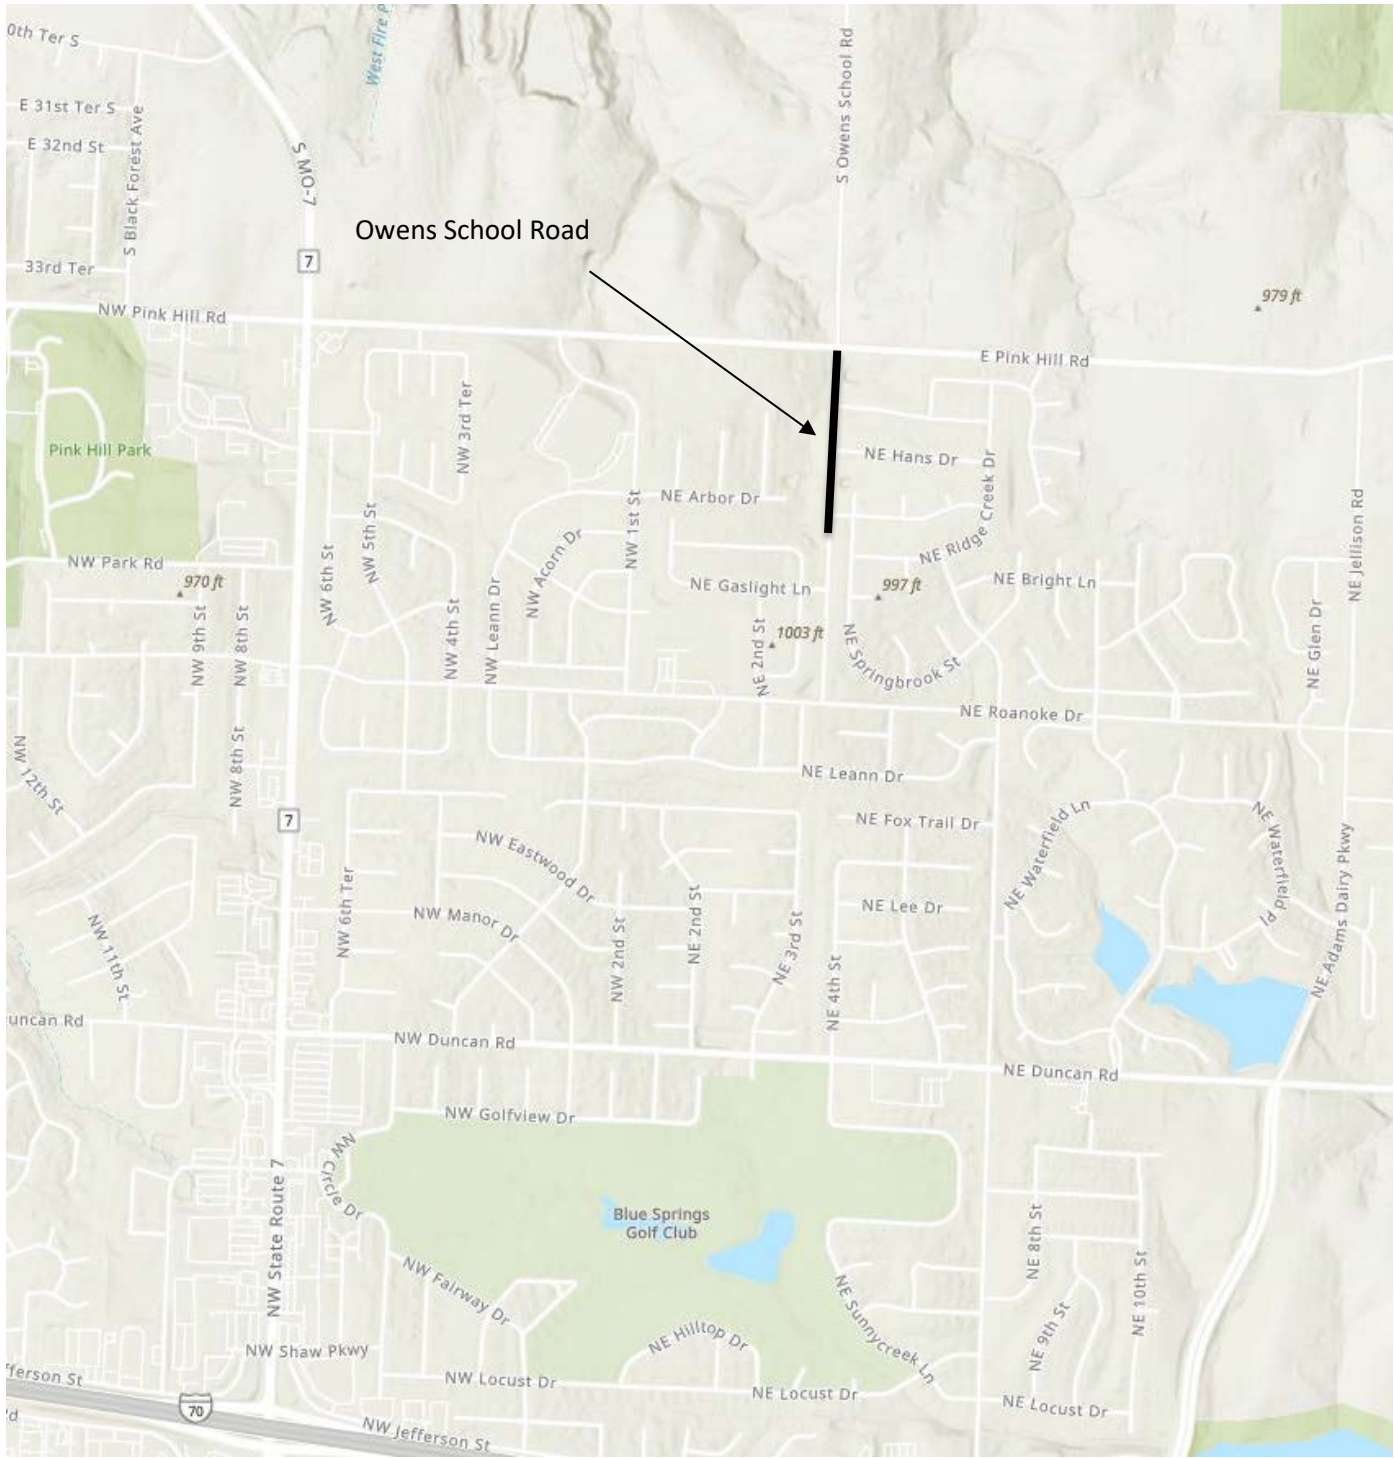 0th Ter S
West Fire P
S Owens School Rd
E 31st Ter S
E 32nd St
S Black Forest Ave
S MO-7
Owens School Road
7
33rd Ter
979 ft
NW Pink Hill Rd
E Pink Hill Rd
NW 3rd Ter
Pink Hill Park
NE Hans Dr
NE Ridge Creek Dr
NE Arbor Dr
NW 1st St
NW 5th St
NW 6th St
NW Acorn Dr
NE Jellison Rd
NW Park Rd
970 ft
NE Gaslight Ln
997 ft
NE Bright Ln
NW 9th St
NW 8th St
NW 4th St
NW Leann Dr
NE 2nd St
1003 ft
NE Springbrook St
NE Glen Dr
NE Roanoke Dr
NW 12th St
NW 8th St
NE Leann Dr
7
NE Fox Trail Dr
NE Waterfield Ln
NE Waterfield Pl
NW Eastwood Dr
NW 6th Ter
NW Manor Dr
NE Lee Dr
NE Adams Dairy Pkwy
NW 11th St
NW 2nd St
NE 2nd St
NE 3rd St
NE 4th St
uncan Rd
NW Duncan Rd
NE Duncan Rd
NW Golfview Dr
NW Circle Dr
NW State Route 7
Blue Springs
Golf Club
NW Fairway Dr
NE Sunnycreek Ln
NE 8th St
NE 9th St
NE 10th St
NW Shaw Pkwy
NE Hilltop Dr
fferson St
NW Locust Dr
NE Locust Dr
NE Locust Dr
70
d
NW Jefferson St